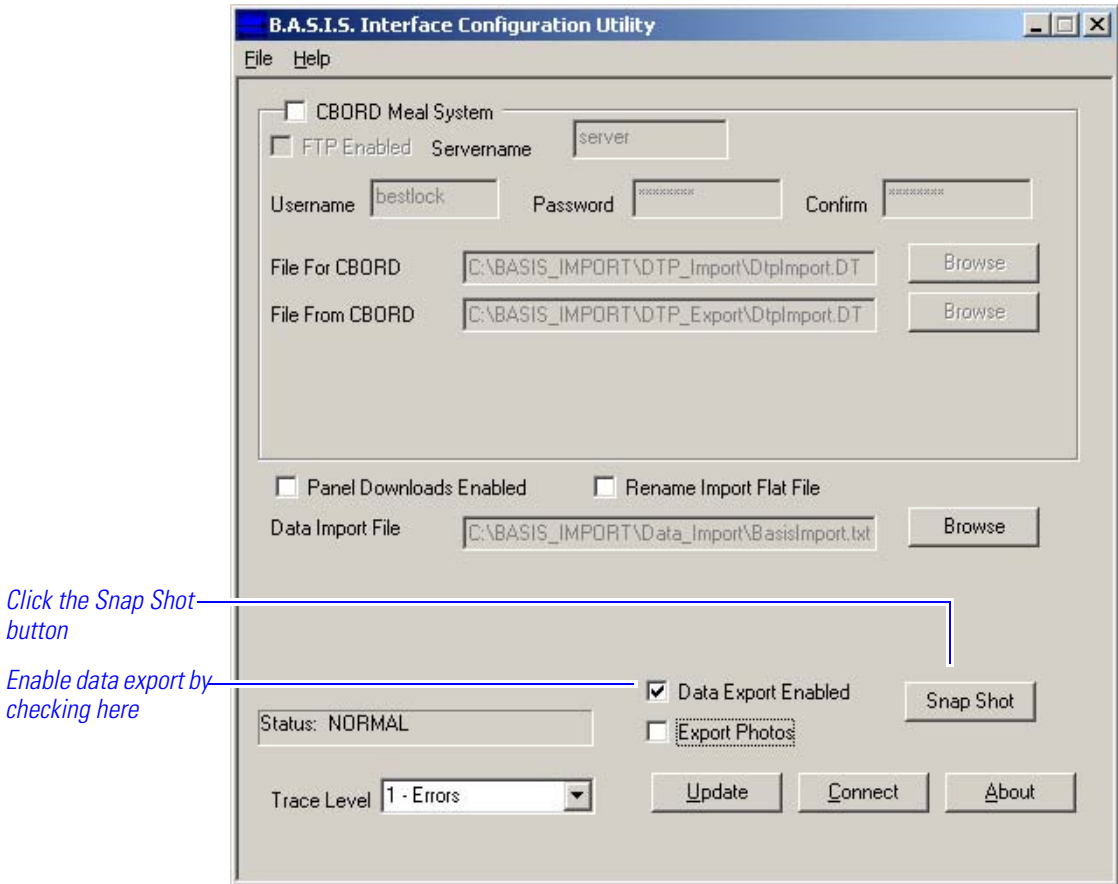 B.A.S.I.S. Interface Configuration Utility
File Help
CBORD Meal System
FTP Enabled Servername server
Username bestlock Password ******** Confirm ********
File For CBORD C:\BASIS_IMPORT\DTP_Import\DtpImport.DT Browse
File From CBORD C:\BASIS_IMPORT\DTP_Export\DtpImport.DT Browse
Panel Downloads Enabled Rename Import Flat File
Data Import File C:\BASIS_IMPORT\Data_Import\BasisImport.txt Browse
Click the Snap Shot
button
Enable data export by
checking here
Data Export Enabled Snap Shot
Status: NORMAL
Export Photos
Trace Level 1 - Errors Update Connect About